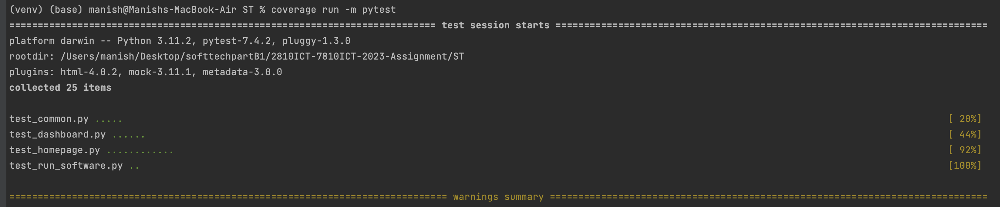 (venv) (base) manish@Manishs-MacBook-Air ST % coverage run -m pytest
=========================================================================== test session starts ============================================================================
platform darwin -- Python 3.11.2, pytest-7.4.2, pluggy-1.3.0
rootdir: /Users/manish/Desktop/softtechpartB1/2810ICT-7810ICT-2023-Assignment/ST
plugins: html-4.0.2, mock-3.11.1, metadata-3.0.0
collected 25 items
test_common.py ..... [ 20%]
test_dashboard.py ...... [ 44%]
test_homepage.py ............ [ 92%]
test_run_software.py .. [100%]
============================================================================= warnings summary =============================================================================